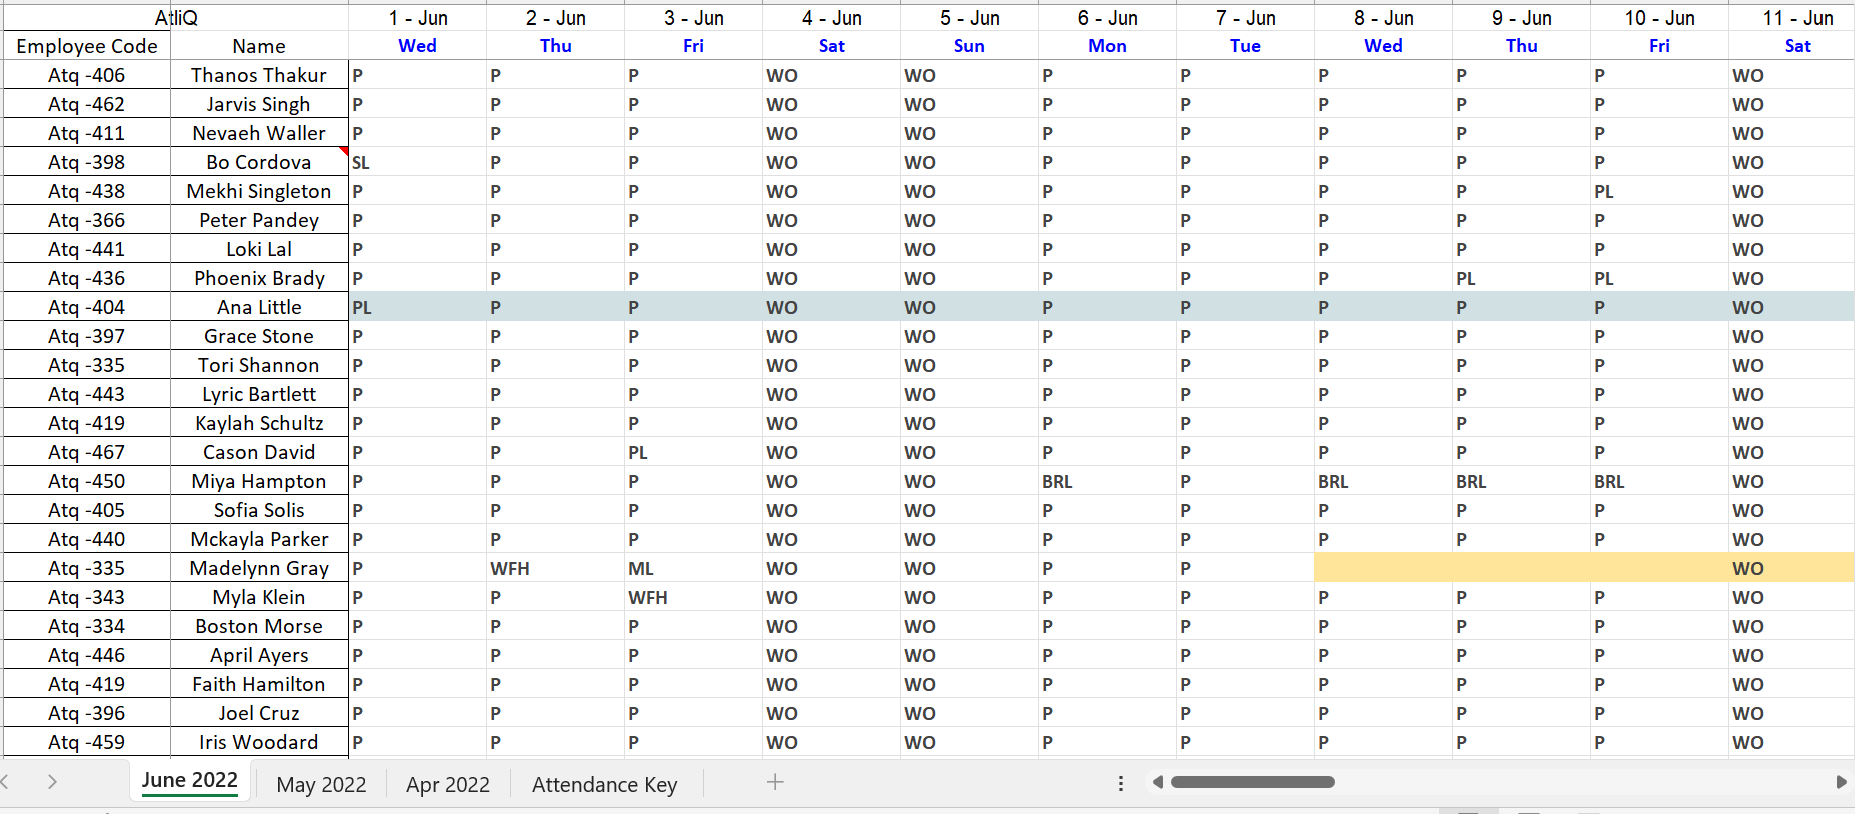 AtliQ 1 - Jun 2 - Jun 3 - Jun 4 - Jun 5 - Jun 6 - Jun 7 - Jun 8 - Jun 9 - Jun 10 - Jun 11 - Jun
Employee Code Name Wed Thu Fri Sat Sun Mon Tue Wed Thu Fri Sat
Atq -406 Thanos Thakur P P P WO WO P P P P P WO
Atq -462 Jarvis Singh P P P WO WO P P P P P WO
Atq -411 Nevaeh Waller P P P WO WO P P P P P WO
Atq -398 Bo Cordova SL P P WO WO P P P P P WO
Atq -438 Mekhi Singleton P P P WO WO P P P P PL WO
Atq -366 Peter Pandey P P P WO WO P P P P P WO
Atq -441 Loki Lal P P P WO WO P P P P P WO
Atq -436 Phoenix Brady P P P WO WO P P P PL PL WO
Atq -404 Ana Little PL P P WO WO P P P P P WO
Atq -397 Grace Stone P P P WO WO P P P P P WO
Atq -335 Tori Shannon P P P WO WO P P P P P WO
Atq -443 Lyric Bartlett P P P WO WO P P P P P WO
Atq -419 Kaylah Schultz P P P WO WO P P P P P WO
Atq -467 Cason David P P PL WO WO P P P P P WO
Atq -450 Miya Hampton P P P WO WO BRL P BRL BRL BRL WO
Atq -405 Sofia Solis P P P WO WO P P P P P WO
Atq -440 Mckayla Parker P P P WO WO P P P P P WO
Atq -335 Madelynn Gray P WFH ML WO WO P P WO
Atq -343 Myla Klein P P WFH WO WO P P P P P WO
Atq -334 Boston Morse P P P WO WO P P P P P WO
Atq -446 April Ayers P P P WO WO P P P P P WO
Atq -419 Faith Hamilton P P P WO WO P P P P P WO
Atq -396 Joel Cruz P P P WO WO P P P P P WO
Atq -459 Iris Woodard P P P WO WO P P P P P WO
June 2022 May 2022 Apr 2022 Attendance Key